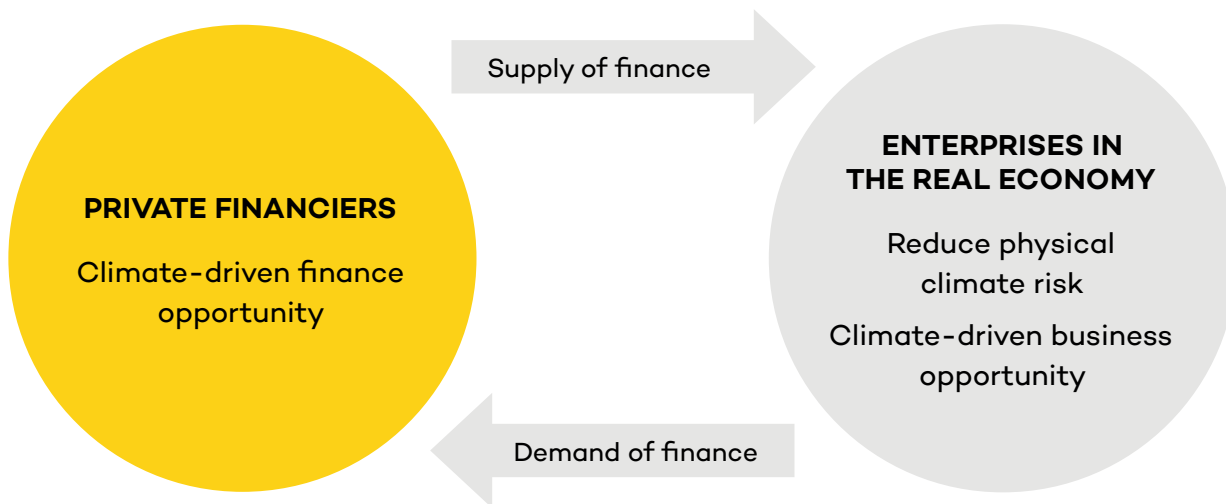 Supply of finance
PRIVATE FINANCIERS
Climate-driven finance
opportunity
ENTERPRISES IN
THE REAL ECONOMY
Reduce physical
climate risk
Climate-driven business
opportunity
Demand of finance